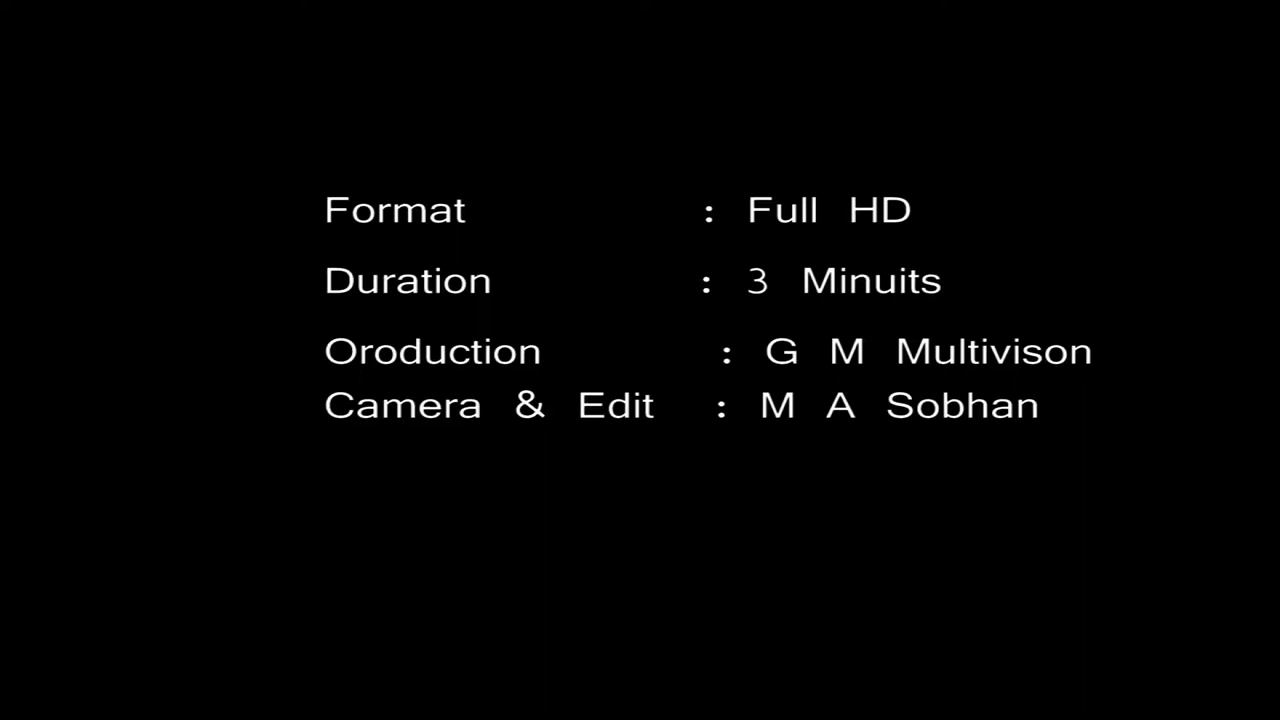 Format : Full HD
Duration : 3 Minuits
Oroduction : G M Multivison
Camera & Edit : M A Sobhan